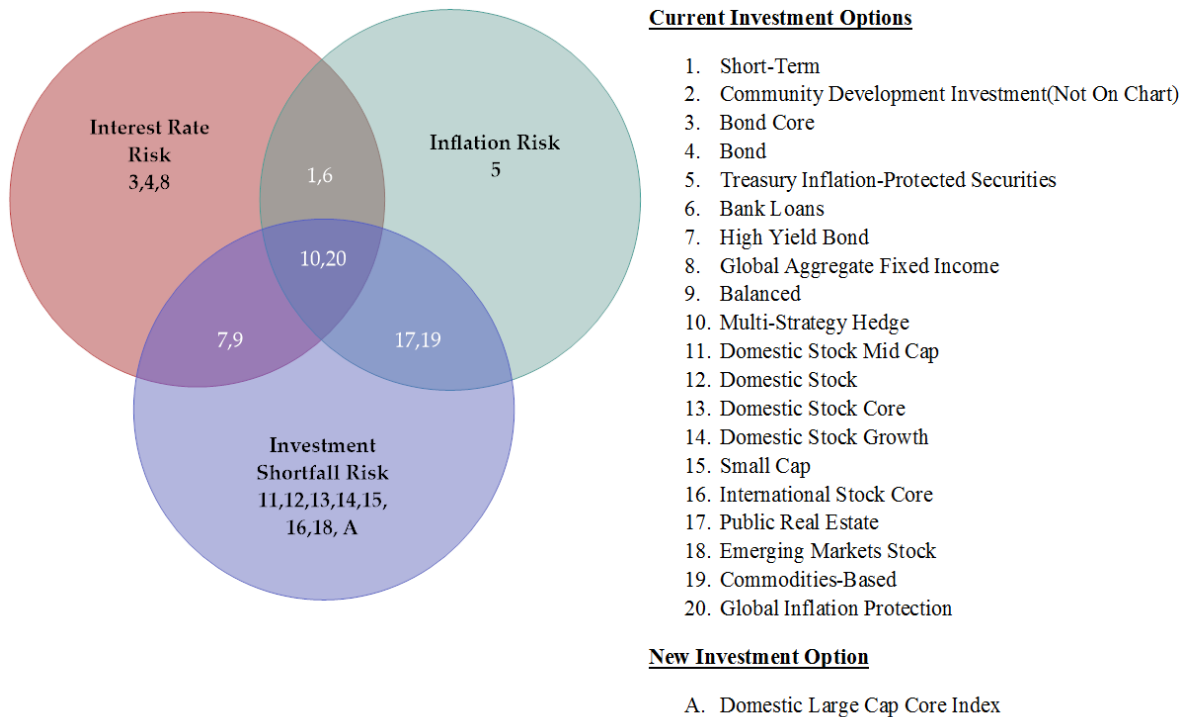 Interest Rate
Risk
3,4,8
Inflation Risk
5
1,6
10,20
7,9
17,19
Investment
Shortfall Risk
11,12,13,14,15,
16,18, A
Current Investment Options
1. Short-Term
2. Community Development Investment(Not On Chart)
3. Bond Core
4. Bond
5. Treasury Inflation-Protected Securities
6. Bank Loans
7. High Yield Bond
8. Global Aggregate Fixed Income
9. Balanced
10. Multi-Strategy Hedge
11. Domestic Stock Mid Cap
12. Domestic Stock
13. Domestic Stock Core
14. Domestic Stock Growth
15. Small Cap
16. International Stock Core
17. Public Real Estate
18. Emerging Markets Stock
19. Commodities-Based
20. Global Inflation Protection
New Investment Option
A. Domestic Large Cap Core Index